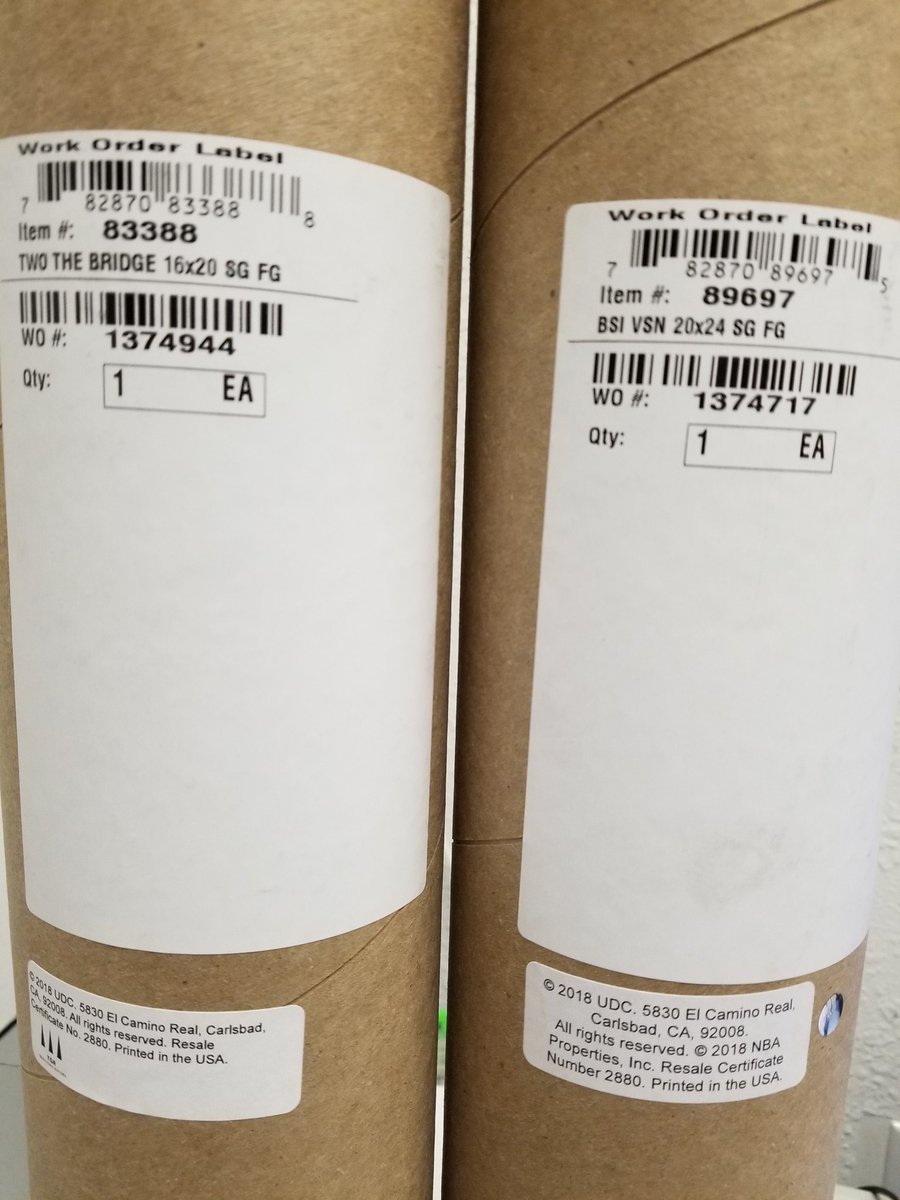 Work Order Label
7 82870 83388 8
Item #: 83388
TWO THE BRIDGE 16x20 SG FG
WO #: 1374944
Qty: 1 EA
© 2018 UDC. 5830 El Camino Real, Carlsbad,
CA, 92008. All rights reserved. Resale
Certificate No. 2880. Printed in the USA.
TGR
Work Order Label
7 82870 89697 5
Item #: 89697
BSI VSN 20x24 SG FG
WO #: 1374717
Qty: 1 EA
© 2018 UDC. 5830 El Camino Real,
Carlsbad, CA, 92008.
All rights reserved. © 2018 NBA
Properties, Inc. Resale Certificate
Number 2880. Printed in the USA.